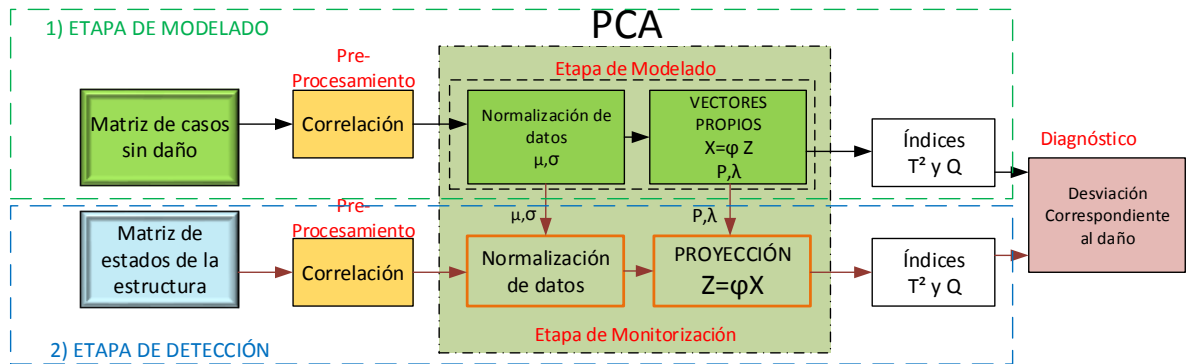 PCA
1) ETAPA DE MODELADO
Pre-
Procesamiento
Etapa de Modelado
Matriz de casos
sin daño
Correlación
Normalización de
datos
μ,σ
VECTORES
PROPIOS
X=φ Z
P,λ
Índices
T² y Q
Diagnóstico
Desviación
Correspondiente
al daño
Pre-
Procesamiento
μ,σ
P,λ
Matriz de
estados de la
estructura
Correlación
Normalización
de datos
PROYECCIÓN
Z=φX
Índices
T² y Q
Etapa de Monitorización
2) ETAPA DE DETECCIÓN